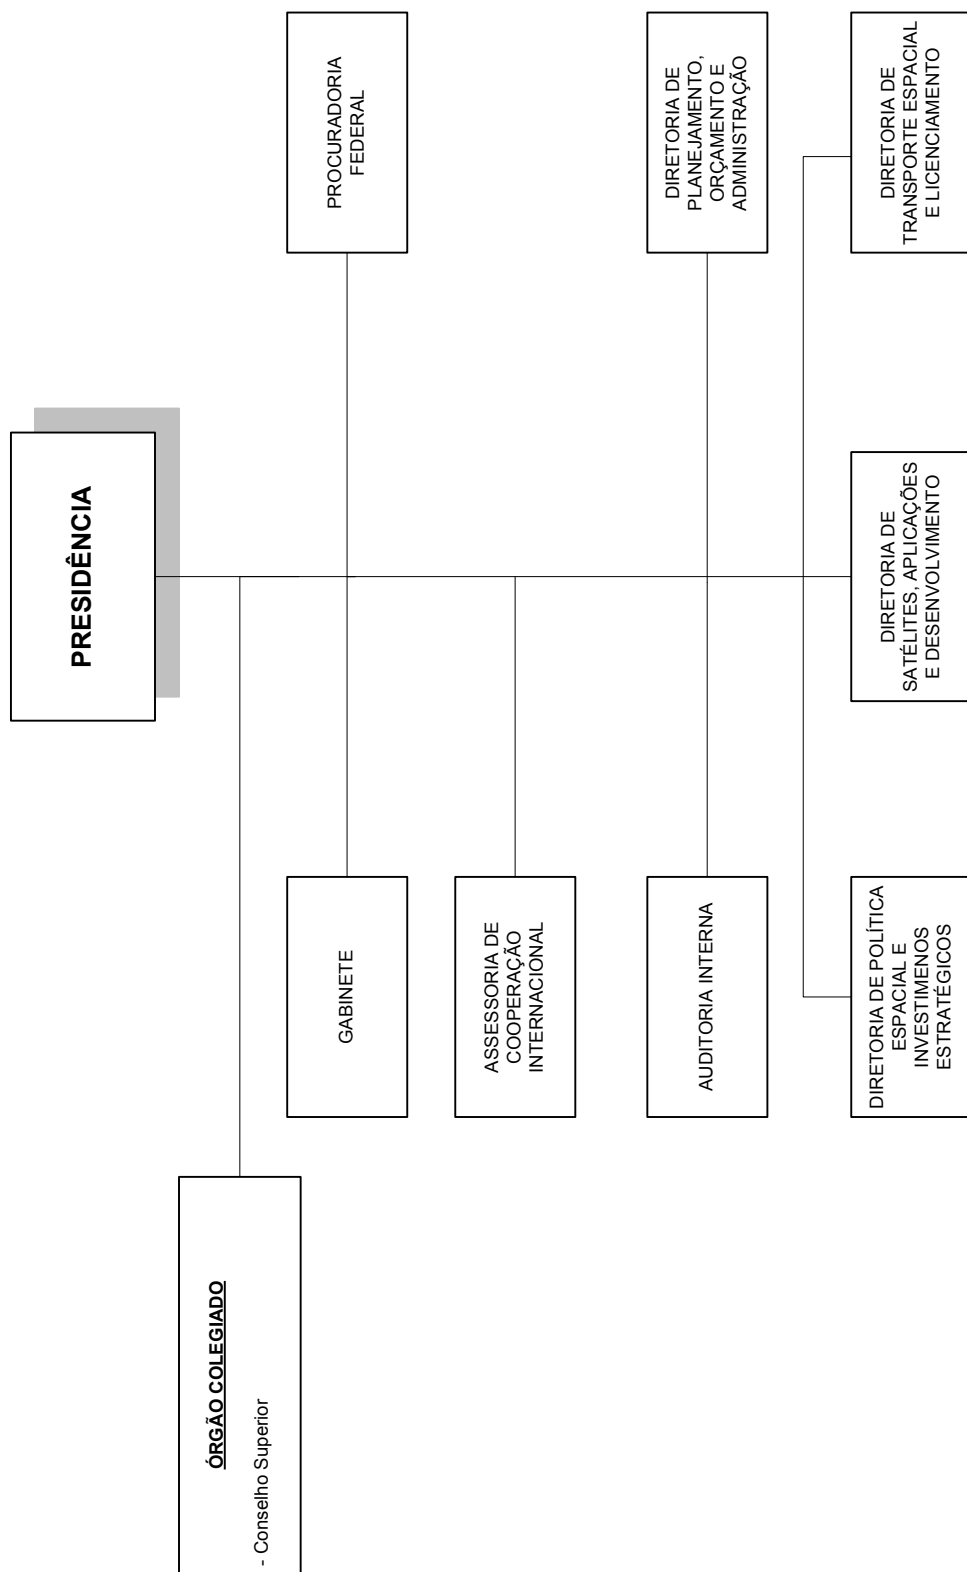 PRESIDÊNCIA
ÓRGÃO COLEGIADO
- Conselho Superior
GABINETE
PROCURADORIA
FEDERAL
ASSESSORIA DE
COOPERAÇÃO
INTERNACIONAL
AUDITORIA INTERNA
DIRETORIA DE
PLANEJAMENTO,
ORÇAMENTO E
ADMINISTRAÇÃO
DIRETORIA DE POLÍTICA
ESPACIAL E
INVESTIMENOS
ESTRATÉGICOS
DIRETORIA DE
SATÉLITES, APLICAÇÕES
E DESENVOLVIMENTO
DIRETORIA DE
TRANSPORTE ESPACIAL
E LICENCIAMENTO